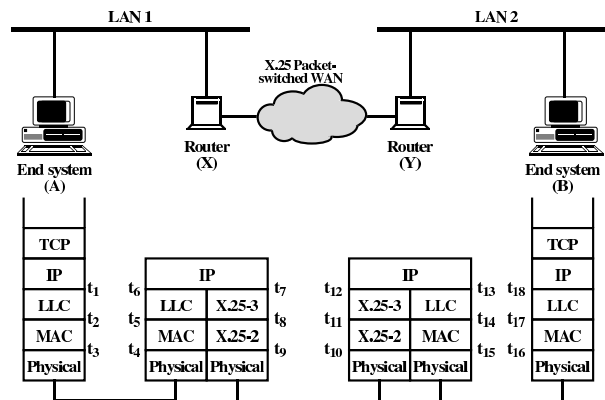 LAN 1
LAN 2
X.25 Packet-
switched WAN
Router
(X)
Router
(Y)
End system
(A)
End system
(B)
TCP
TCP
IP
IP
IP
IP
t1
t6
t7
t12
t13
t18
LLC
LLC
X.25-3
X.25-3
LLC
LLC
t2
t5
t8
t11
t14
t17
MAC
MAC
X.25-2
X.25-2
MAC
MAC
t3
t4
t9
t10
t15
t16
Physical
Physical
Physical
Physical
Physical
Physical